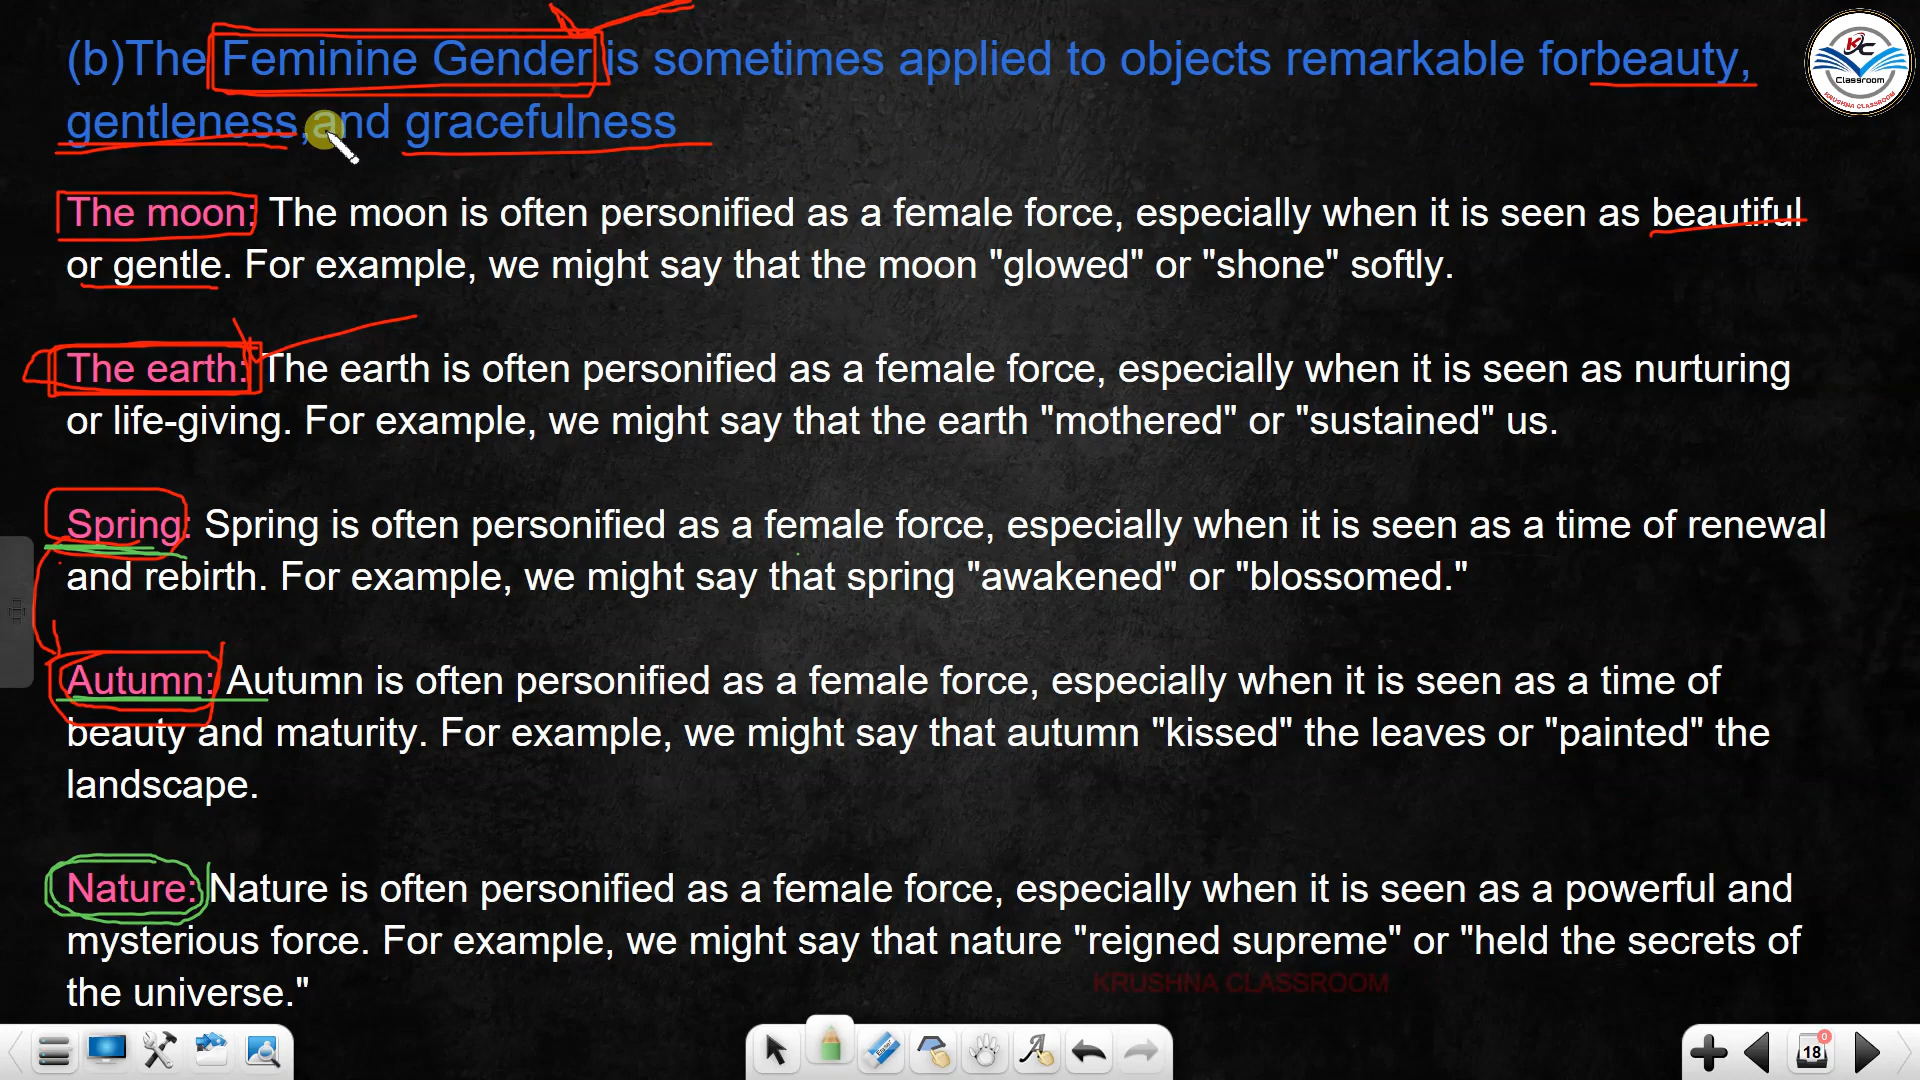 (b)The Feminine Gender is sometimes applied to objects remarkable forbeauty,
gentleness,and gracefulness
The moon: The moon is often personified as a female force, especially when it is seen as beautiful
or gentle. For example, we might say that the moon "glowed" or "shone" softly.
The earth: The earth is often personified as a female force, especially when it is seen as nurturing
or life-giving. For example, we might say that the earth "mothered" or "sustained" us.
Spring: Spring is often personified as a female force, especially when it is seen as a time of renewal
and rebirth. For example, we might say that spring "awakened" or "blossomed."
Autumn: Autumn is often personified as a female force, especially when it is seen as a time of
beauty and maturity. For example, we might say that autumn "kissed" the leaves or "painted" the
landscape.
Nature: Nature is often personified as a female force, especially when it is seen as a powerful and
mysterious force. For example, we might say that nature "reigned supreme" or "held the secrets of
the universe."
KRUSHNA CLASSROOM
KC
Classroom
KRUSHNA CLASSROOM
Eraser
A
18
0